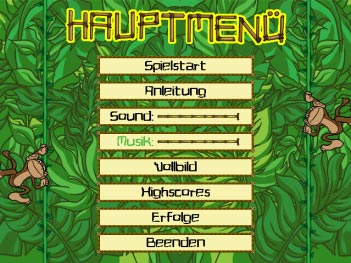 HAUPTMENÜ
Spielstart
Anleitung
Sound:
Musik:
Vollbild
Highscores
Erfolge
Beenden